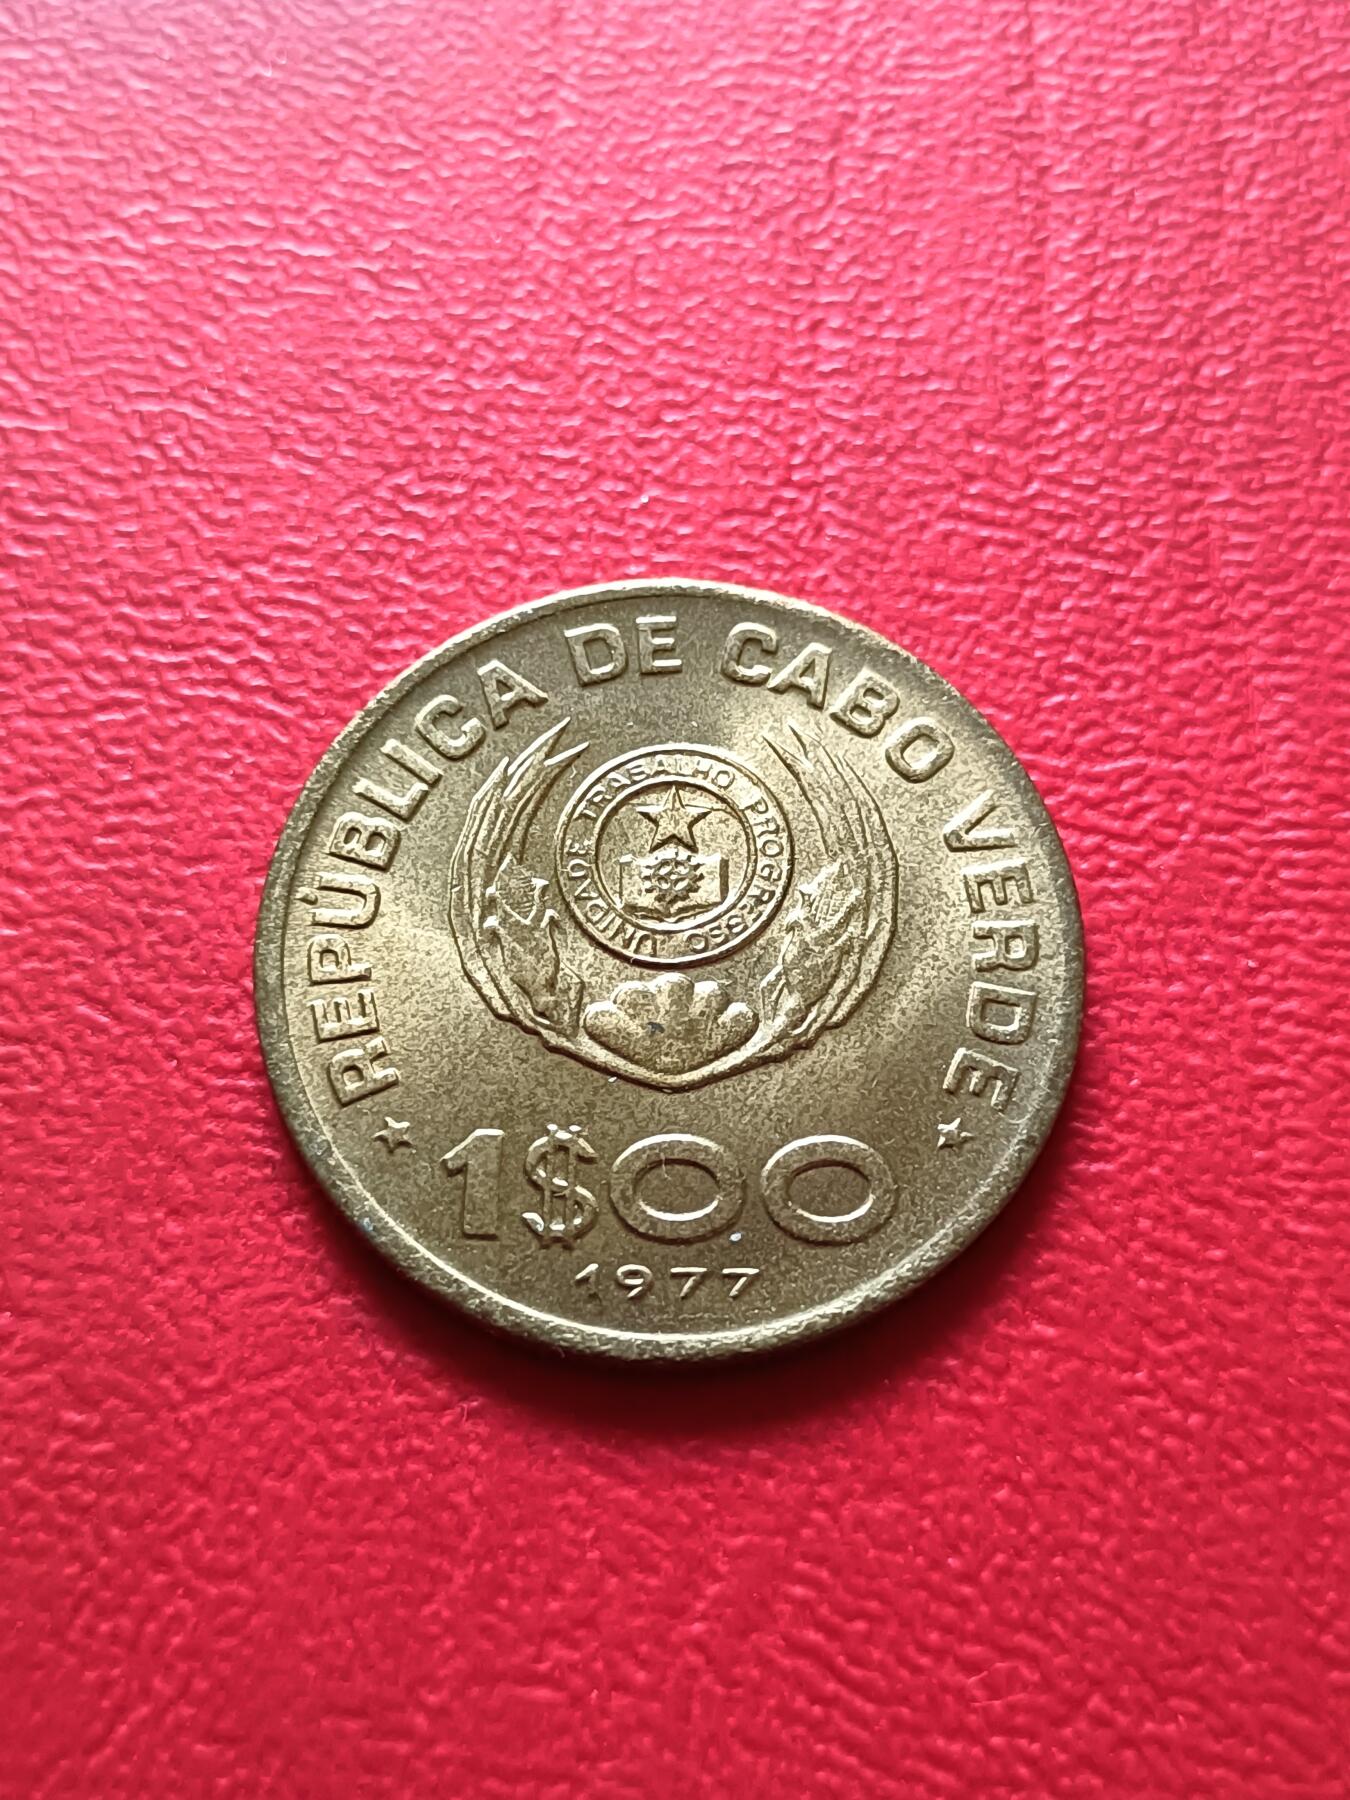 REPÚBLICA DE CABO VERDE
UNIDADE TRABALHO PROGRESSO
1$00
1977